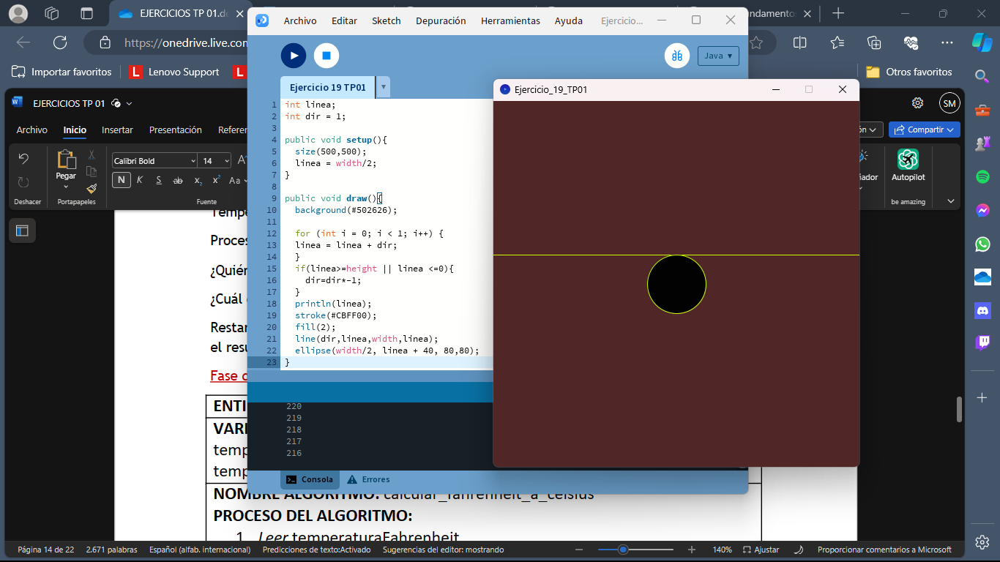 EJERCICIOS TP 01.d
ndamento
https://onedrive.live.con
Importar favoritos
L Lenovo Support
L
Otros favoritos
EJERCICIOS TP 01
SM
Archivo Inicio Insertar Presentación Referen
ón
Compartir
Calibri Bold 14
Pegar
N K S ab x₂ x² Aa
Deshacer Portapapeles Fuente
iador
Autopilot
be amazing
Archivo Editar Sketch Depuración Herramientas Ayuda Ejercicio...
Java
Ejercicio 19 TP01
1 int linea;
2 int dir = 1;
3
4 public void setup(){
5 size(500,500);
6 linea = width/2;
7 }
8
9 public void draw(){
10 background(#502626);
11
12 for (int i = 0; i < 1; i++) {
13 linea = linea + dir;
14 }
15 if(linea>=height || linea <=0){
16 dir=dir*-1;
17 }
18 println(linea);
19 stroke(#CBFF00);
20 fill(2);
21 line(dir,linea,width,linea);
22 ellipse(width/2, linea + 40, 80,80);
23 }
220
219
218
217
216
Consola Errores
Ejercicio_19_TP01
Tempe
Proces
¿Quién
¿Cuál
Restar
el resu
Fase d
ENTI
VARI
temp
temp
NOMBRE ALGORITMO: calcular_fahrenheit_a_celsius
PROCESO DEL ALGORITMO:
1. Leer temperaturaFahrenheit
Página 14 de 22 2.671 palabras Español (alfab. internacional) Predicciones de texto:Activado Sugerencias del editor: mostrando 140% Ajustar Proporcionar comentarios a Microsoft